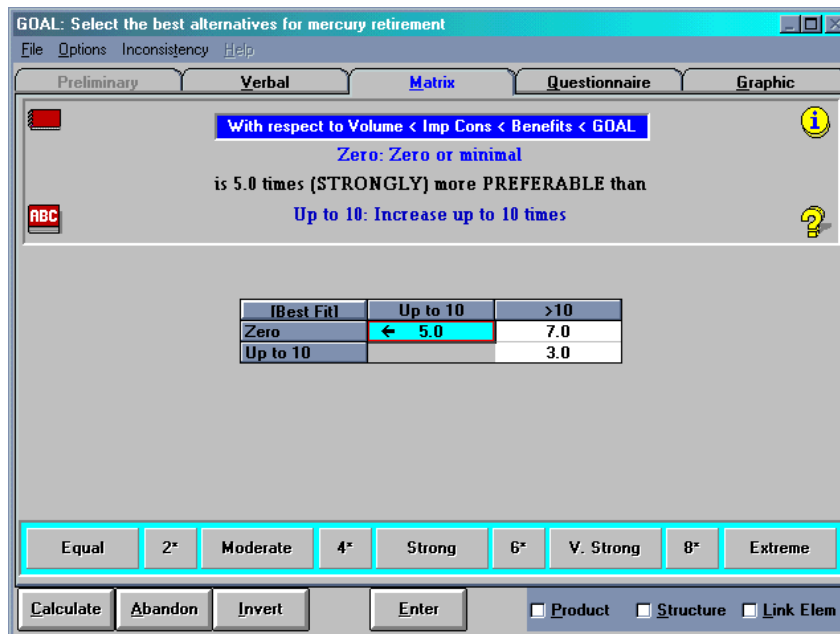 GOAL: Select the best alternatives for mercury retirement
File Options Inconsistency Help
Preliminary Verbal Matrix Questionnaire Graphic
With respect to Volume < Imp Cons < Benefits < GOAL
Zero: Zero or minimal
is 5.0 times (STRONGLY) more PREFERABLE than
ABC
Up to 10: Increase up to 10 times
[Best Fit] Up to 10 >10
Zero ← 5.0 7.0
Up to 10 3.0
Equal 2* Moderate 4* Strong 6* V. Strong 8* Extreme
Calculate Abandon Invert Enter Product Structure Link Elem